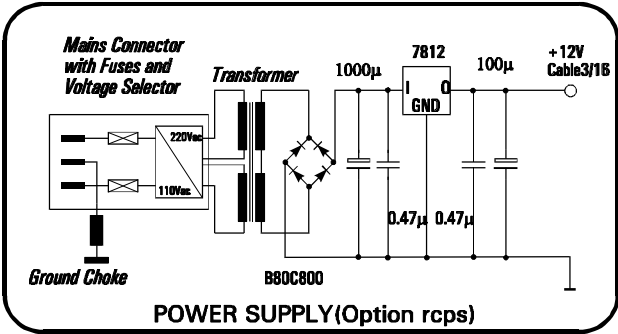 Mains Connector
with Fuses and
Voltage Selector
Transformer
1000µ
7812
100µ
+12V
Cable3/16
I O
GND
220Vac
110Vac
0.47µ 0.47µ
Ground Choke
B80C800
POWER SUPPLY(Option rcps)